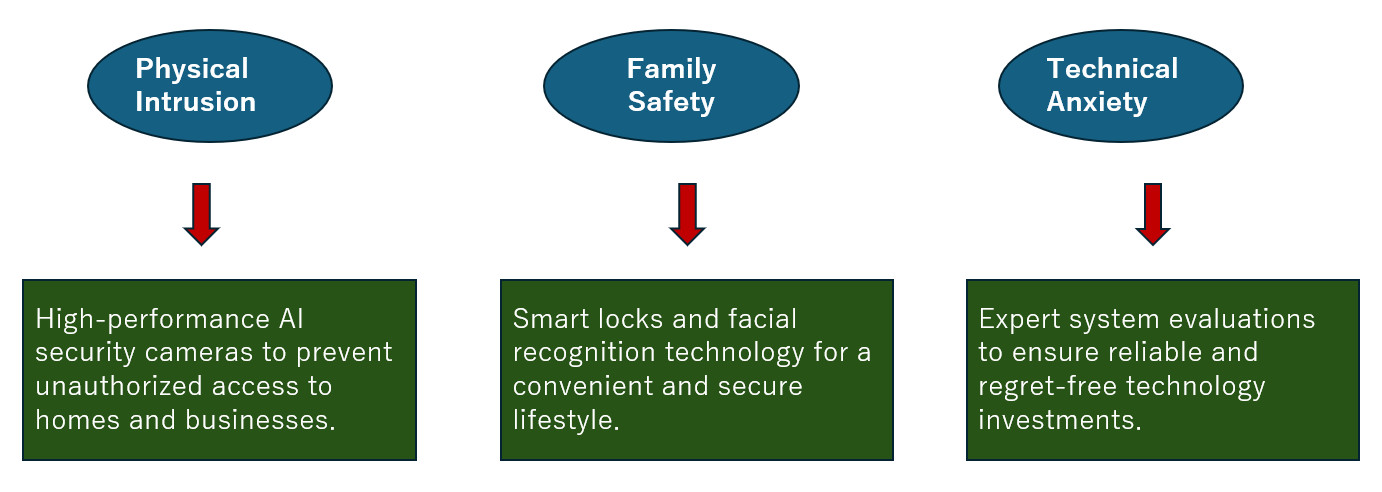 Physical
Intrusion
Family
Safety
Technical
Anxiety
High-performance AI
security cameras to prevent
unauthorized access to
homes and businesses.
Smart locks and facial
recognition technology for a
convenient and secure
lifestyle.
Expert system evaluations
to ensure reliable and
regret-free technology
investments.